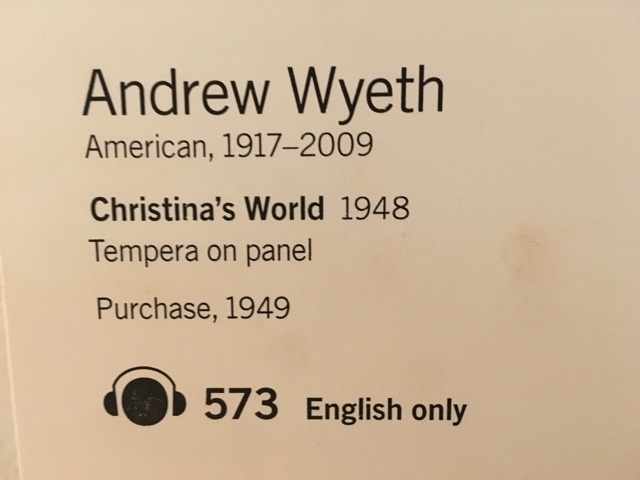 Andrew Wyeth
American, 1917–2009
Christina's World 1948
Tempera on panel
Purchase, 1949
573 English only